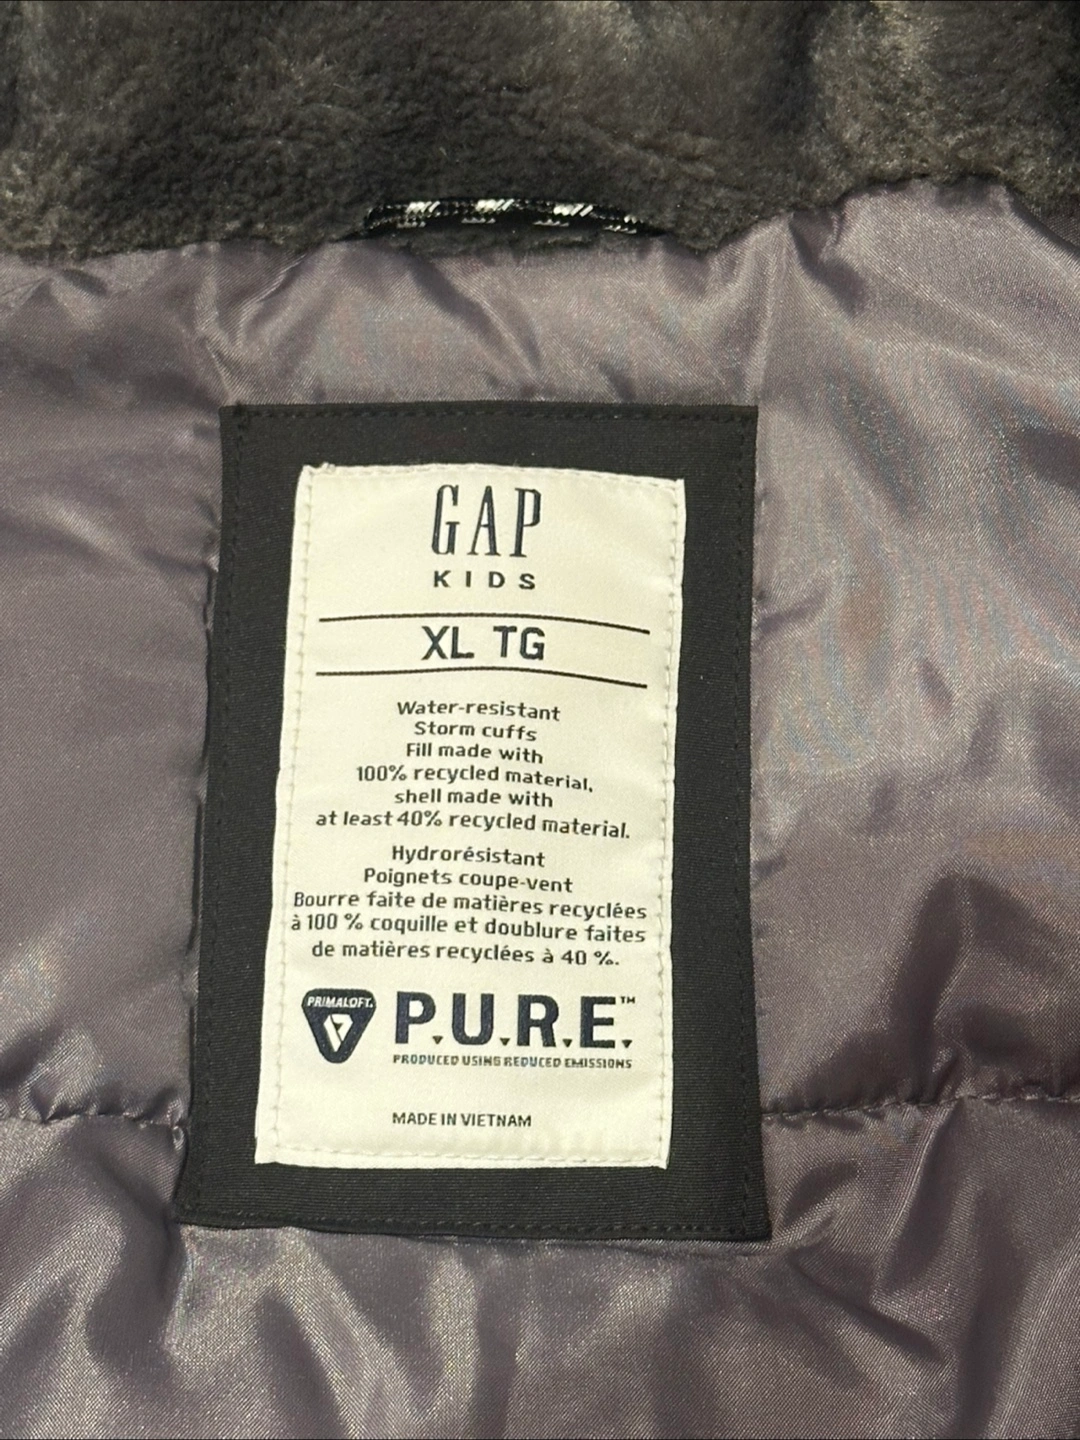 GAP
KIDS
XL TG
Water-resistant
Storm cuffs
Fill made with
100% recycled material,
shell made with
at least 40% recycled material.
Hydrorésistant
Poignets coupe-vent
Bourre faite de matières recyclées
à 100 % coquille et doublure faites
de matières recyclées à 40 %.
PRIMALOFT. P.U.R.E.™
PRODUCED USING REDUCED EMISSIONS
MADE IN VIETNAM